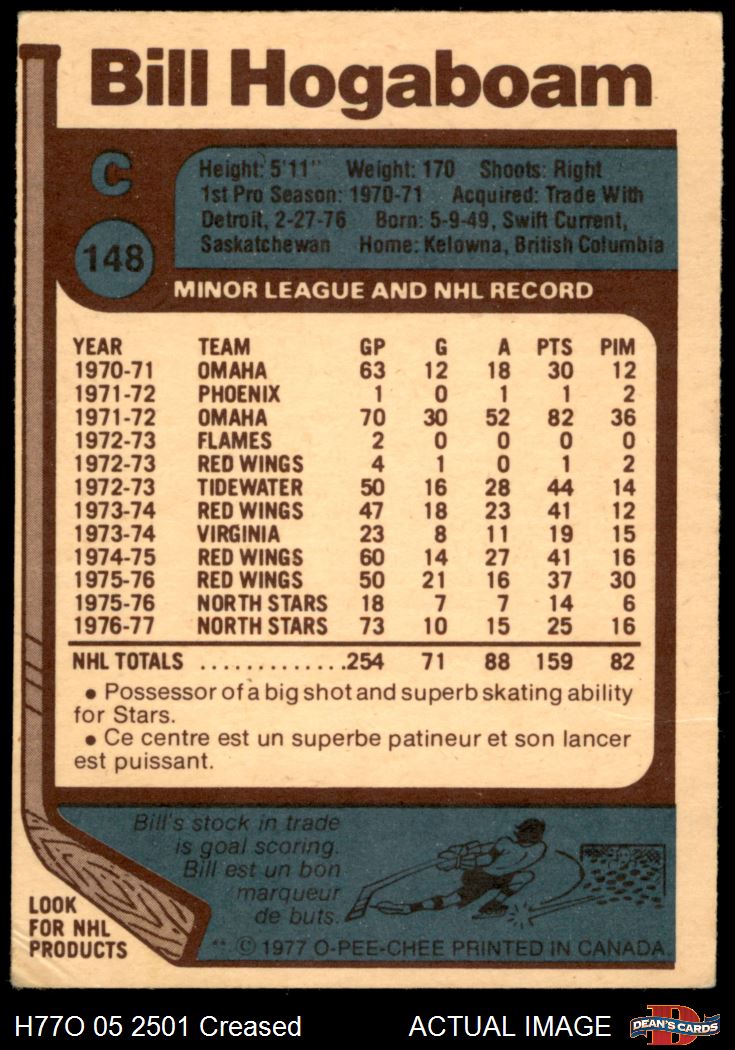 Bill Hogaboam
C
148
Height: 5'11" Weight: 170 Shoots: Right
1st Pro Season: 1970-71 Acquired: Trade With
Detroit, 2-27-76 Born: 5-9-49, Swift Current,
Saskatchewan Home: Kelowna, British Columbia
MINOR LEAGUE AND NHL RECORD
YEAR TEAM GP G A PTS PIM
1970-71 OMAHA 63 12 18 30 12
1971-72 PHOENIX 1 0 1 1 2
1971-72 OMAHA 70 30 52 82 36
1972-73 FLAMES 2 0 0 0 0
1972-73 RED WINGS 4 1 0 1 2
1972-73 TIDEWATER 50 16 28 44 14
1973-74 RED WINGS 47 18 23 41 12
1973-74 VIRGINIA 23 8 11 19 15
1974-75 RED WINGS 60 14 27 41 16
1975-76 RED WINGS 50 21 16 37 30
1975-76 NORTH STARS 18 7 7 14 6
1976-77 NORTH STARS 73 10 15 25 16
NHL TOTALS .............254 71 88 159 82
• Possessor of a big shot and superb skating ability
for Stars.
• Ce centre est un superbe patineur et son lancer
est puissant.
Bill's stock in trade
is goal scoring.
Bill est un bon
marqueur
de buts.
LOOK
FOR NHL
PRODUCTS
** © 1977 O-PEE-CHEE PRINTED IN CANADA
H77O 05 2501 Creased ACTUAL IMAGE
D
DEAN'S CARDS